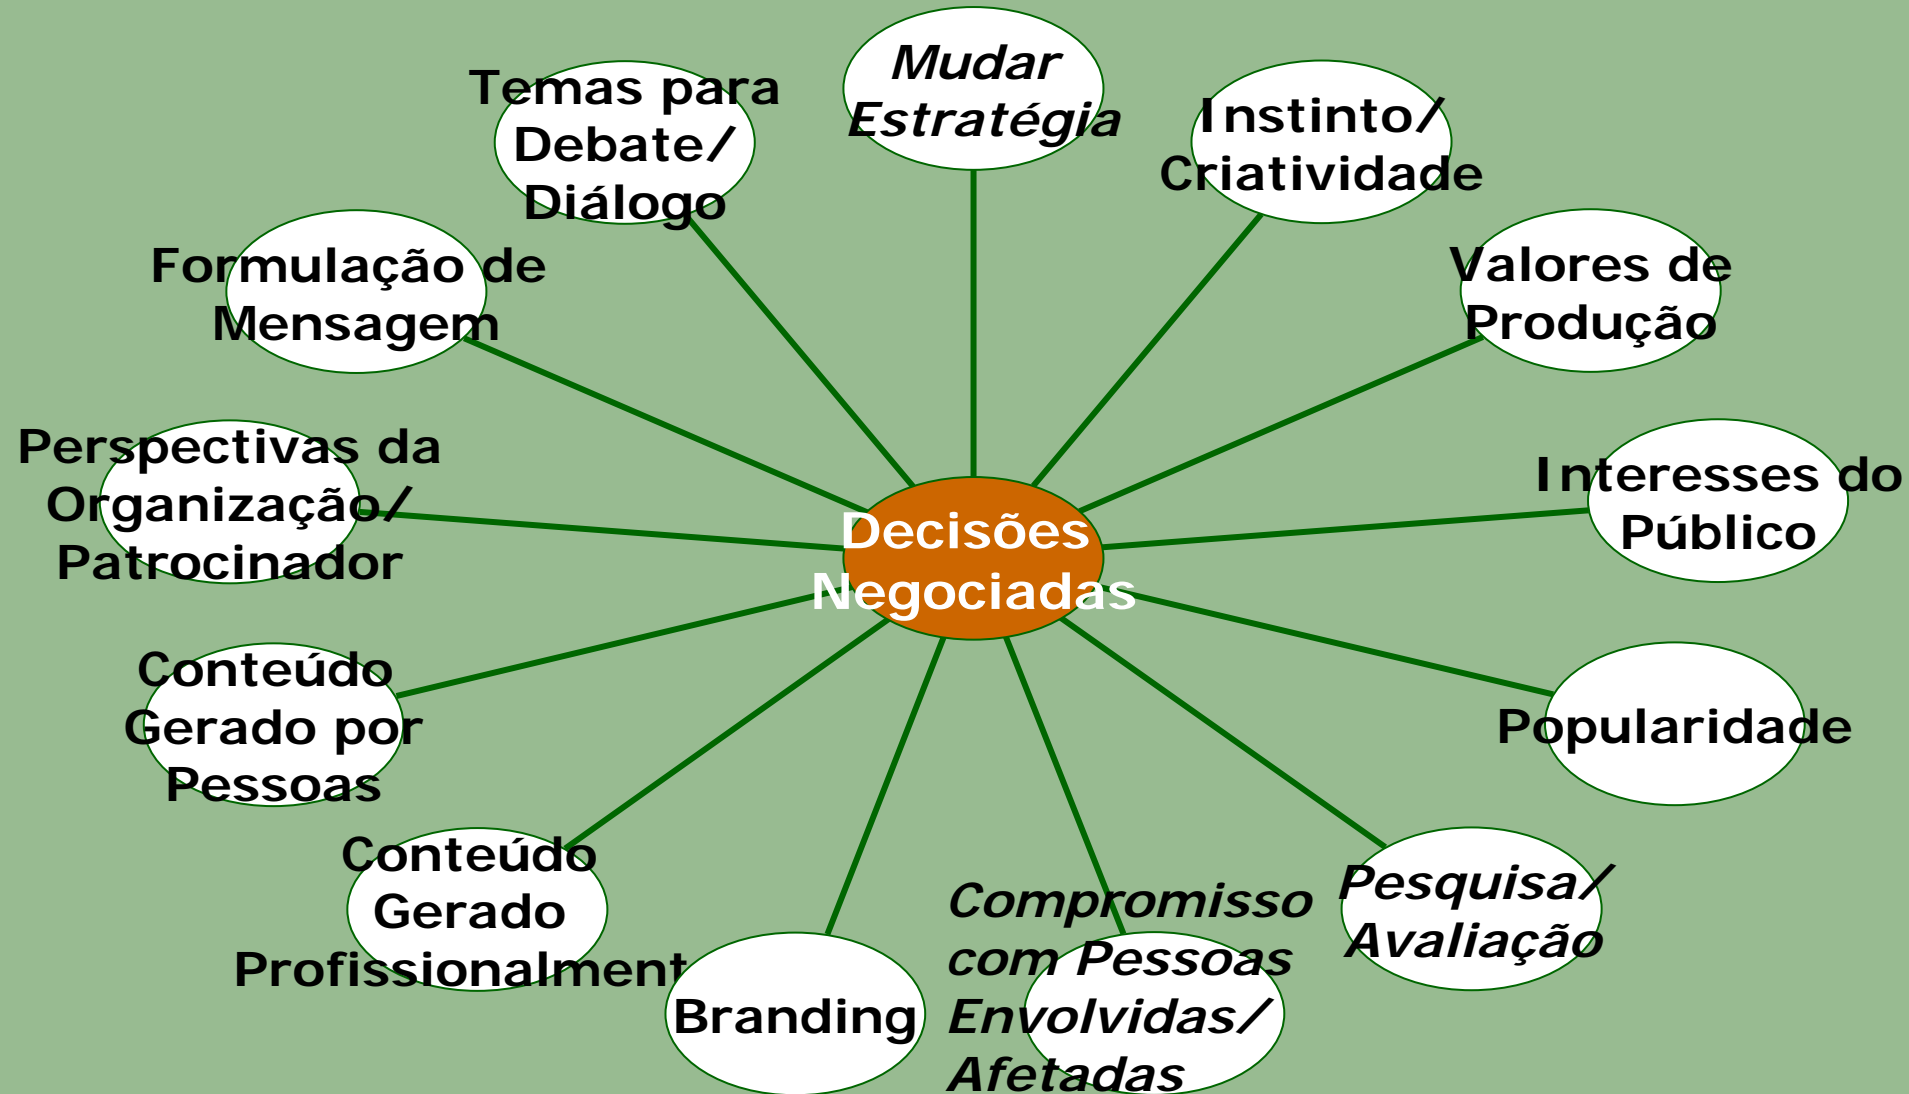 Mudar
Estratégia
Instinto/
Criatividade
Valores de
Produção
Interesses do
Público
Popularidade
Pesquisa/
Avaliação
Compromisso
com Pessoas
Envolvidas/
Afetadas
Branding
Conteúdo
Gerado
Profissionalment
Conteúdo
Gerado por
Pessoas
Perspectivas da
Organização/
Patrocinador
Formulação de
Mensagem
Temas para
Debate/
Diálogo
Decisões
Negociadas